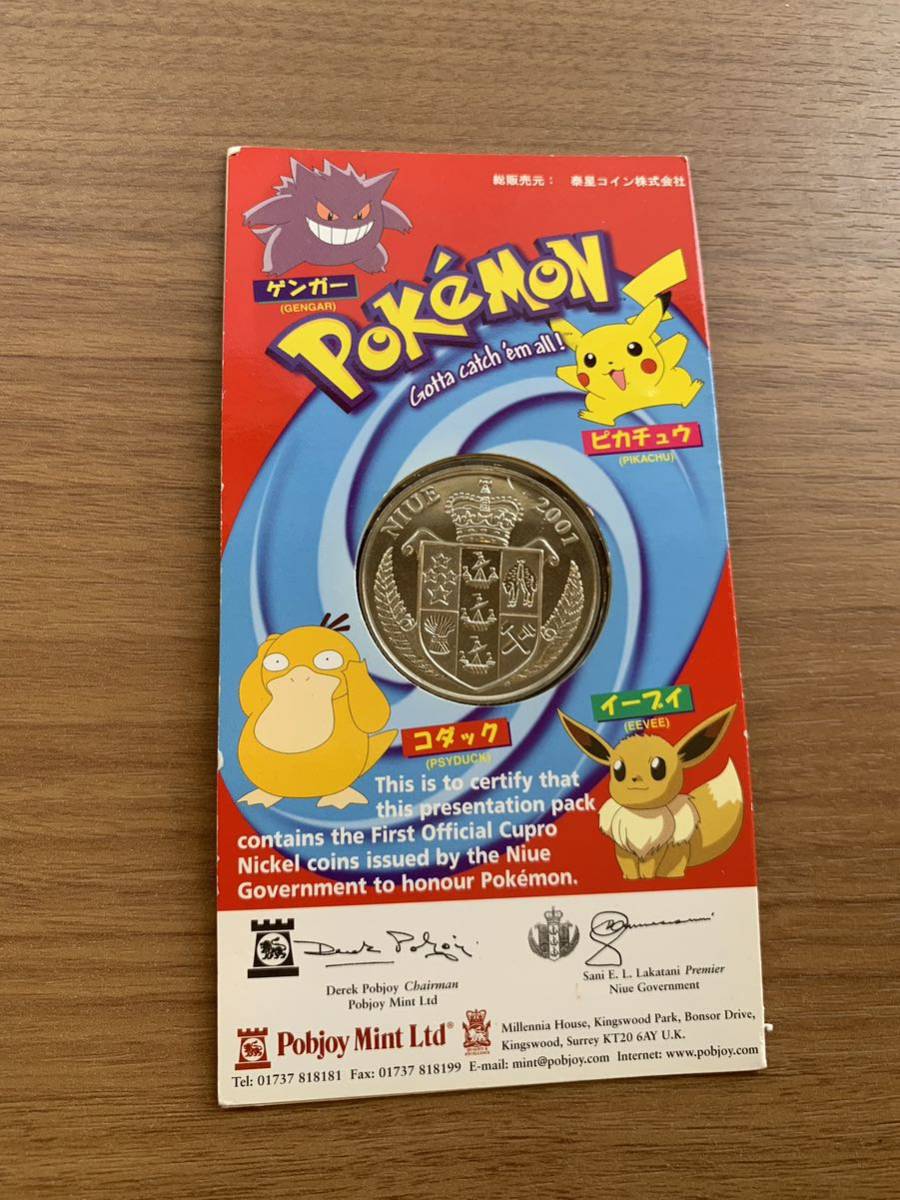 総販売元： 泰星コイン株式会社
ゲンガー
(GENGAR)
POKéMON
Gotta catch 'em all!
ピカチュウ
(PIKACHU)
NIUE 2001
イーブイ
(EEVEE)
コダック
(PSYDUCK)
This is to certify that
this presentation pack
contains the First Official Cupro
Nickel coins issued by the Niue
Government to honour Pokémon.
Derek Pobjoy
Derek Pobjoy Chairman
Pobjoy Mint Ltd
Sani E. L. Lakatani Premier
Niue Government
Pobjoy Mint Ltd®
Millennia House, Kingswood Park, Bonsor Drive,
Kingswood, Surrey KT20 6AY U.K.
Tel: 01737 818181 Fax: 01737 818199 E-mail: mint@pobjoy.com Internet: www.pobjoy.com